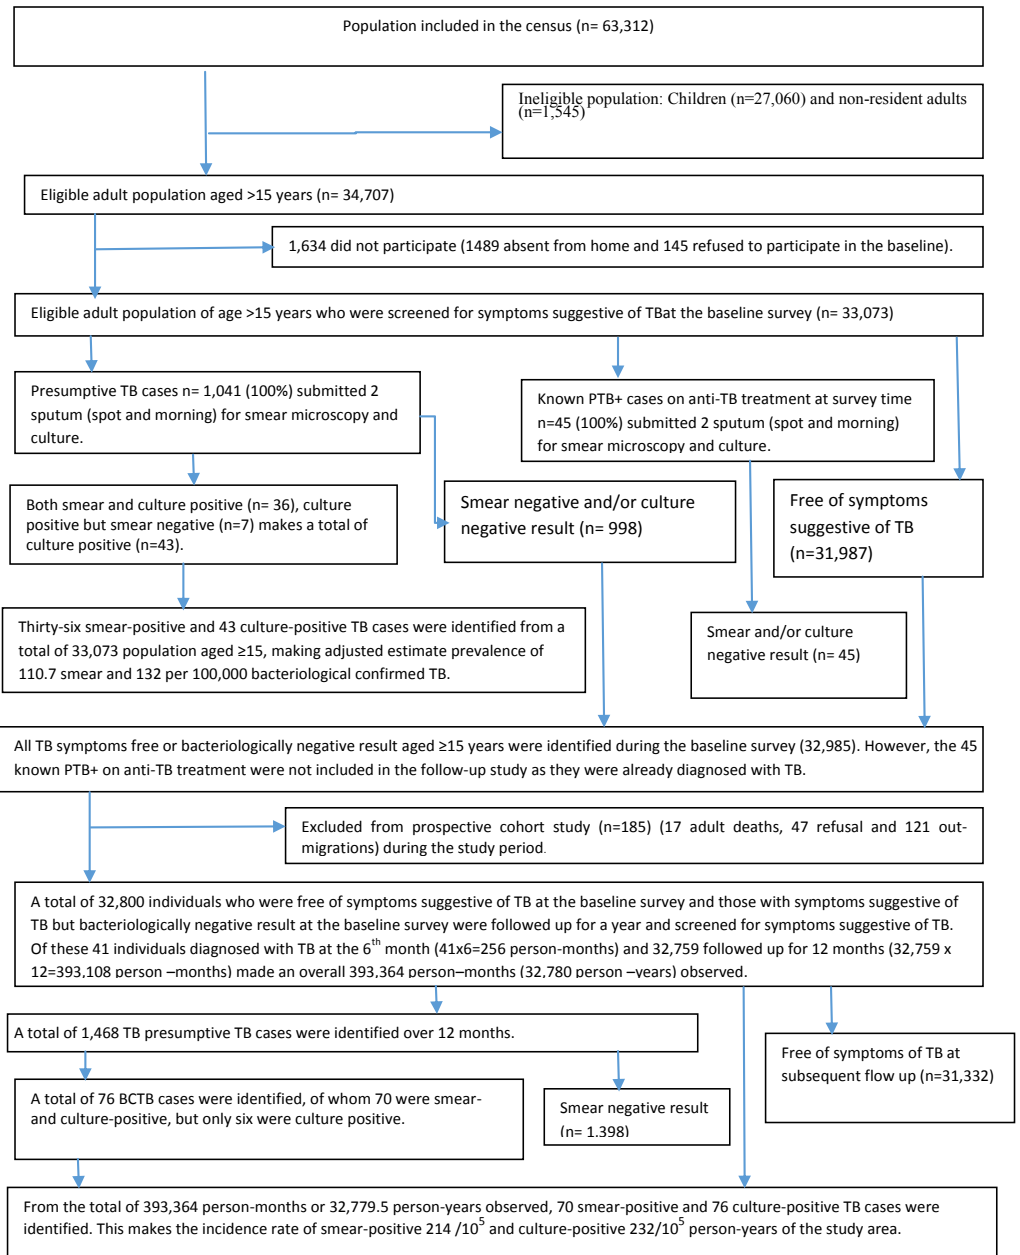 Population included in the census (n= 63,312)
Ineligible population: Children (n=27,060) and non-resident adults
(n=1,545)
Eligible adult population aged >15 years (n= 34,707)
1,634 did not participate (1489 absent from home and 145 refused to participate in the baseline).
Eligible adult population of age >15 years who were screened for symptoms suggestive of TBat the baseline survey (n= 33,073)
Presumptive TB cases n= 1,041 (100%) submitted 2
sputum (spot and morning) for smear microscopy and
culture.
Known PTB+ cases on anti-TB treatment at survey time
n=45 (100%) submitted 2 sputum (spot and morning)
for smear microscopy and culture.
Both smear and culture positive (n= 36), culture
positive but smear negative (n=7) makes a total of
culture positive (n=43).
Smear negative and/or culture
negative result (n= 998)
Free of symptoms
suggestive of TB
(n=31,987)
Thirty-six smear-positive and 43 culture-positive TB cases were identified from a
total of 33,073 population aged ≥15, making adjusted estimate prevalence of
110.7 smear and 132 per 100,000 bacteriological confirmed TB.
Smear and/or culture
negative result (n= 45)
All TB symptoms free or bacteriologically negative result aged ≥15 years were identified during the baseline survey (32,985). However, the 45
known PTB+ on anti-TB treatment were not included in the follow-up study as they were already diagnosed with TB.
Excluded from prospective cohort study (n=185) (17 adult deaths, 47 refusal and 121 out-
migrations) during the study period.
A total of 32,800 individuals who were free of symptoms suggestive of TB at the baseline survey and those with symptoms suggestive of
TB but bacteriologically negative result at the baseline survey were followed up for a year and screened for symptoms suggestive of TB.
Of these 41 individuals diagnosed with TB at the 6th month (41x6=256 person-months) and 32,759 followed up for 12 months (32,759 x
12=393,108 person –months) made an overall 393,364 person–months (32,780 person –years) observed.
A total of 1,468 TB presumptive TB cases were identified over 12 months.
Free of symptoms of TB at
subsequent flow up (n=31,332)
A total of 76 BCTB cases were identified, of whom 70 were smear-
and culture-positive, but only six were culture positive.
Smear negative result
(n= 1.398)
From the total of 393,364 person-months or 32,779.5 person-years observed, 70 smear-positive and 76 culture-positive TB cases were
identified. This makes the incidence rate of smear-positive 214 /10^5 and culture-positive 232/10^5 person-years of the study area.